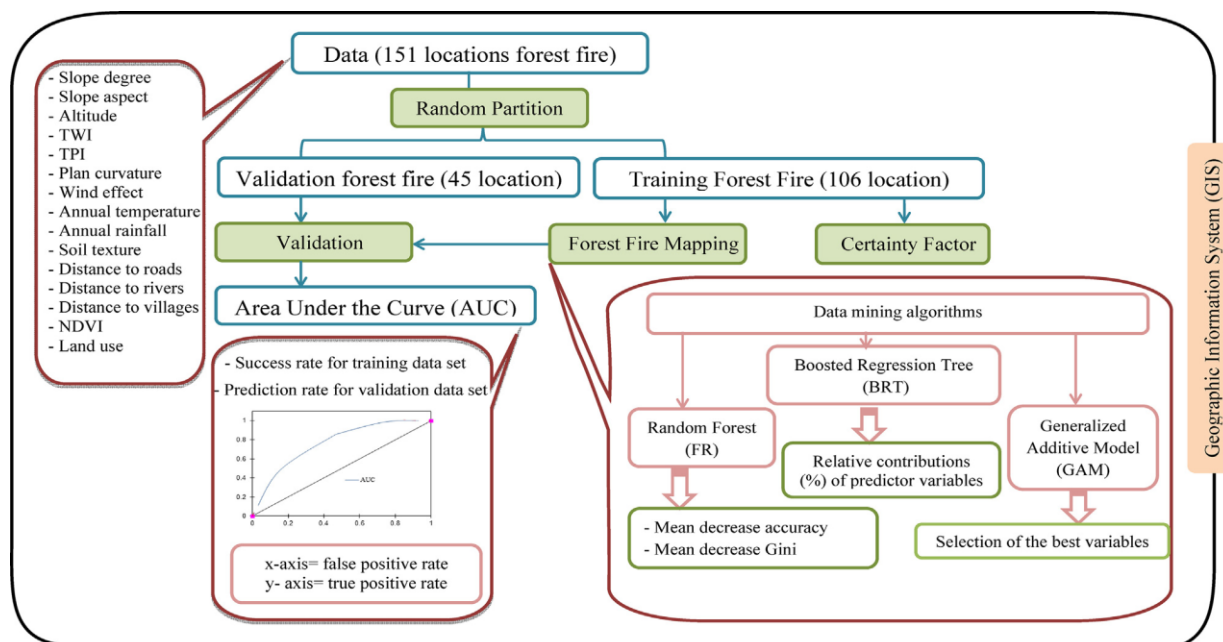 Data (151 locations forest fire)
- Slope degree
- Slope aspect
- Altitude
- TWI
- TPI
- Plan curvature
- Wind effect
- Annual temperature
- Annual rainfall
- Soil texture
- Distance to roads
- Distance to rivers
- Distance to villages
- NDVI
- Land use
Random Partition
Validation forest fire (45 location)
Training Forest Fire (106 location)
Validation
Forest Fire Mapping
Certainty Factor
Area Under the Curve (AUC)
- Success rate for training data set
- Prediction rate for validation data set
1
0.8
0.6
0.4
0.2
0
AUC
0
0.2
0.4
0.6
0.8
1
x-axis= false positive rate
y- axis= true positive rate
Data mining algorithms
Boosted Regression Tree
(BRT)
Random Forest
(FR)
Generalized
Additive Model
(GAM)
Relative contributions
(%) of predictor variables
- Mean decrease accuracy
- Mean decrease Gini
Selection of the best variables
Geographic Information System (GIS)